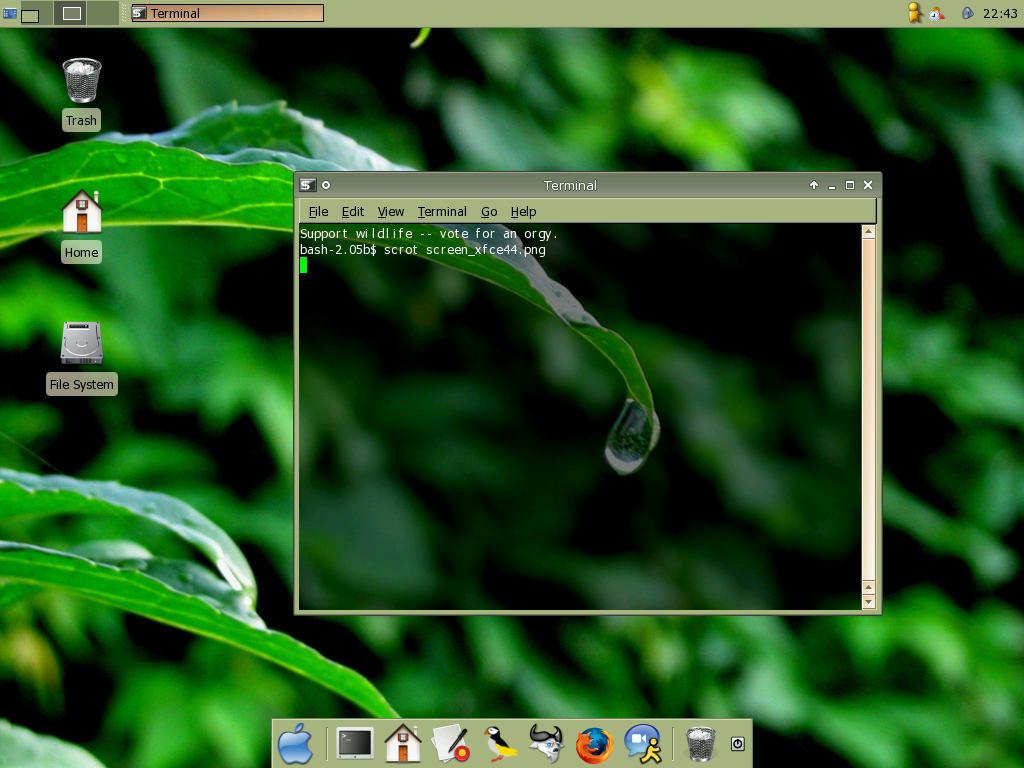 Terminal
22:43
Trash
Home
File System
Terminal
File Edit View Terminal Go Help
Support wildlife -- vote for an orgy.
bash-2.05b$ scrot screen_xfce44.png